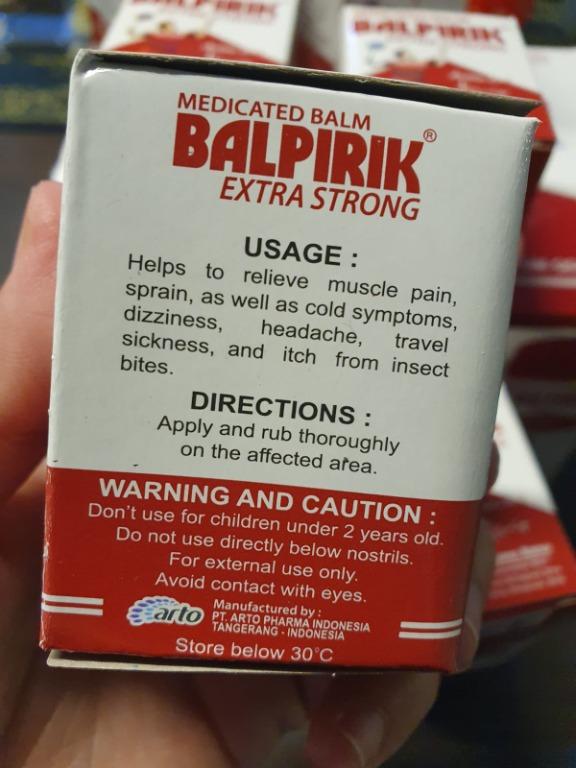 BALPIRIK
BALPIRIK
MEDICATED BALM
BALPIRIK®
EXTRA STRONG
USAGE :
Helps to relieve muscle pain,
sprain, as well as cold symptoms,
dizziness, headache, travel
sickness, and itch from insect
bites.
DIRECTIONS :
Apply and rub thoroughly
on the affected area.
WARNING AND CAUTION :
Don't use for children under 2 years old.
Do not use directly below nostrils.
For external use only.
Avoid contact with eyes.
arto
Manufactured by :
PT. ARTO PHARMA INDONESIA
TANGERANG - INDONESIA
Store below 30°C